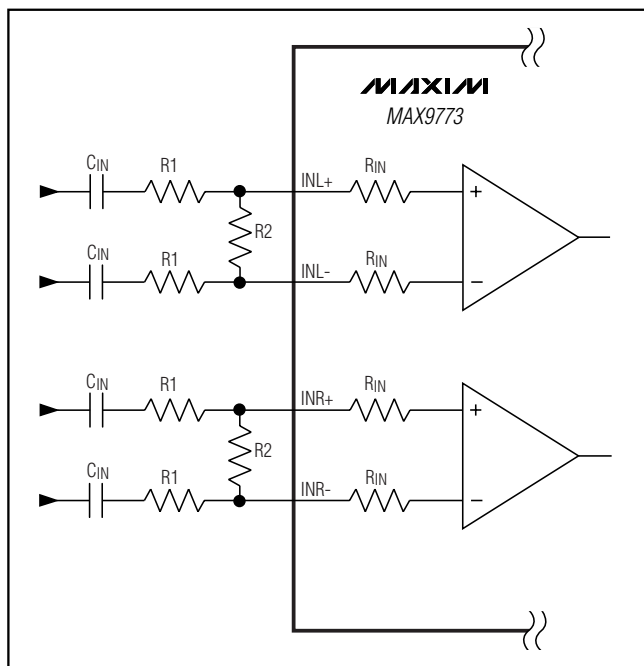 MAXIM
MAX9773
CIN R1 INL+ RIN +
R2
CIN R1 INL- RIN −
CIN R1 INR+ RIN +
R2
CIN R1 INR- RIN −